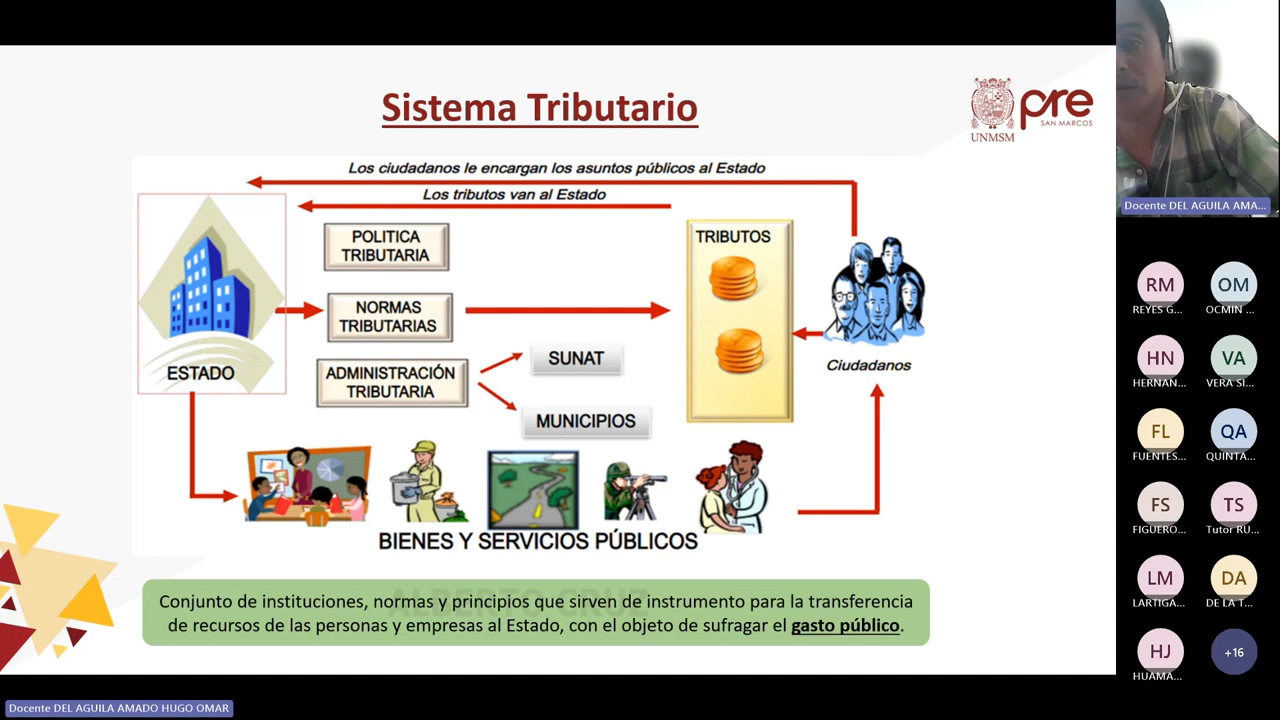 Sistema Tributario
UNMSM
pre
SAN MARCOS
Los ciudadanos le encargan los asuntos públicos al Estado
Los tributos van al Estado
POLITICA
TRIBUTARIA
TRIBUTOS
NORMAS
TRIBUTARIAS
ESTADO
ADMINISTRACIÓN
TRIBUTARIA
SUNAT
MUNICIPIOS
Ciudadanos
BIENES Y SERVICIOS PÚBLICOS
ALBERTO CRUZ
Conjunto de instituciones, normas y principios que sirven de instrumento para la transferencia
de recursos de las personas y empresas al Estado, con el objeto de sufragar el gasto público.
Docente DEL AGUILA AMADO HUGO OMAR
Docente DEL AGUILA AMA...
RM
REYES G...
OM
OCMIN ...
HN
HERNAN...
VA
VERA SI...
FL
FUENTES...
QA
QUINTA...
FS
FIGUERO...
TS
Tutor RU...
LM
LARTIGA...
DA
DE LA T...
HJ
HUAMA...
+16